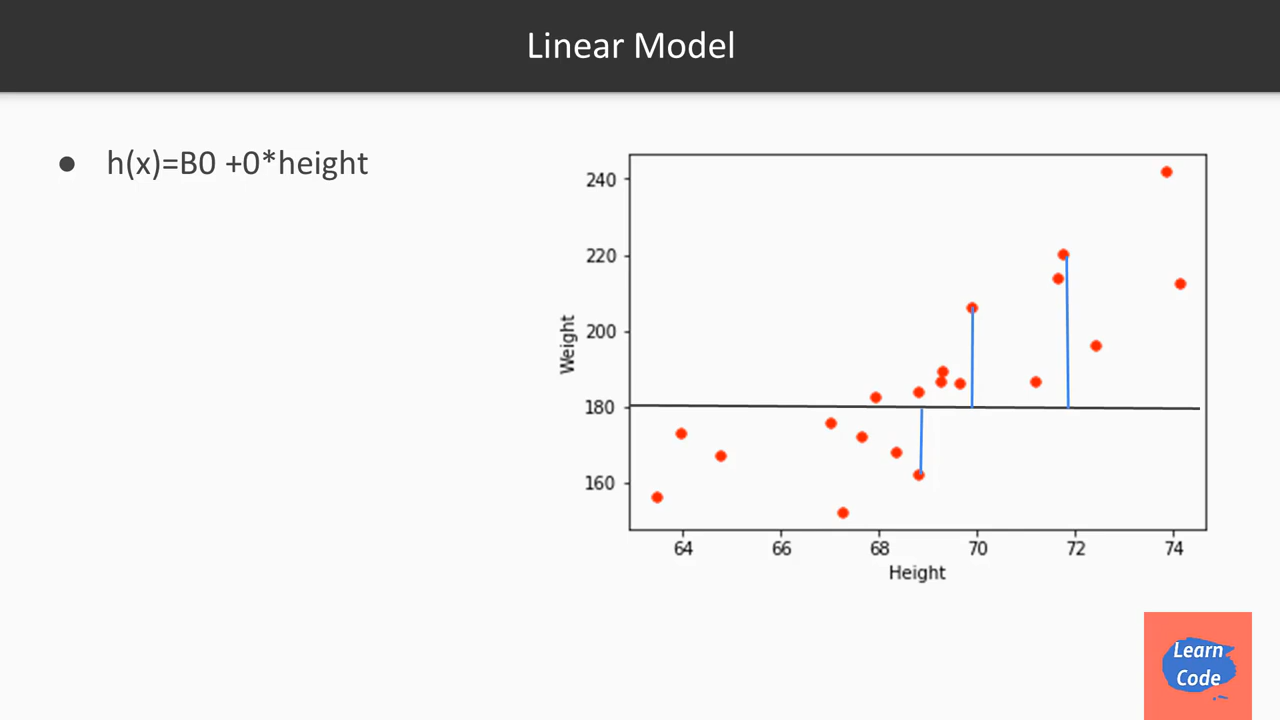 Linear Model
● h(x)=B0 +0*height
240
220
200
180
160
Weight
64 66 68 70 72 74
Height
Learn
Code